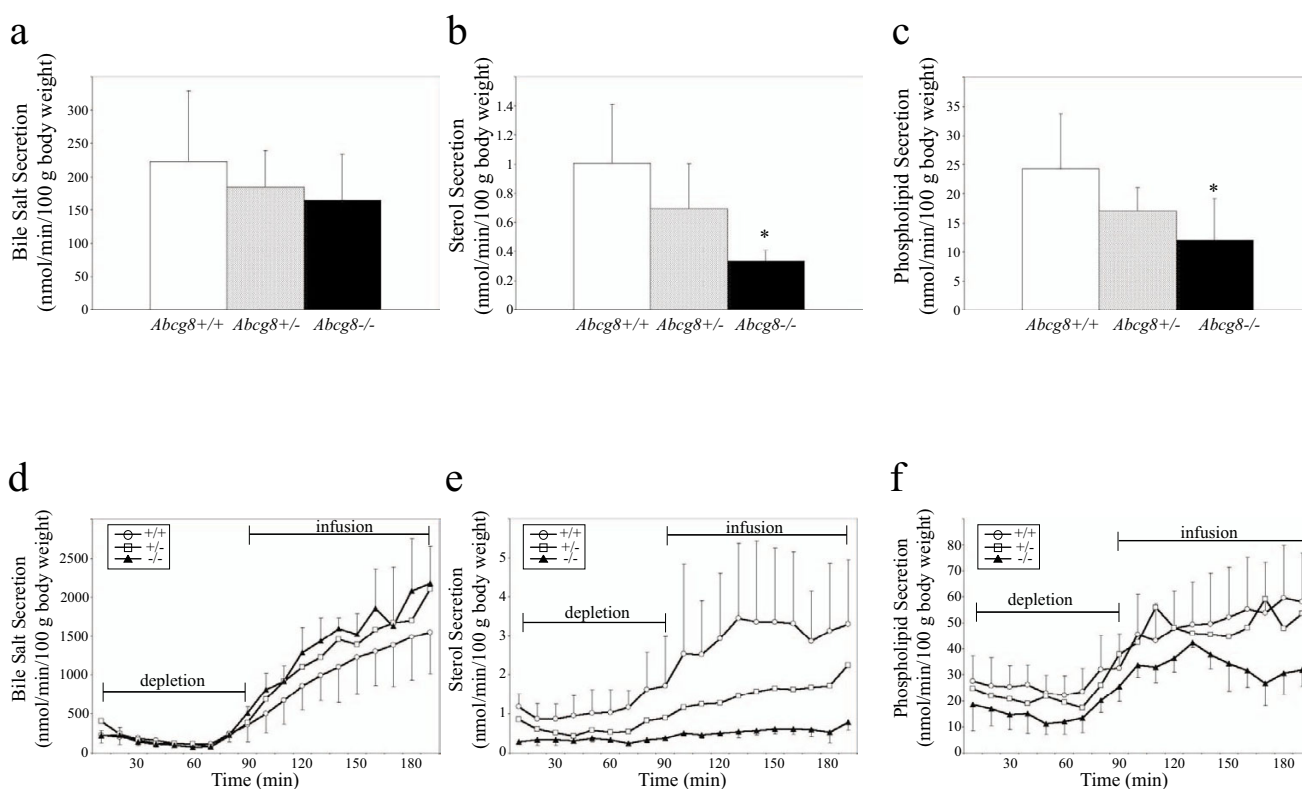 a
Bile Salt Secretion
(nmol/min/100 g body weight)
350
300
250
200
150
100
50
0
Abcg8+/+ Abcg8+/- Abcg8-/-
b
Sterol Secretion
(nmol/min/100 g body weight)
1.4
1.2
1
0.8
0.6
0.4
0.2
0
*
Abcg8+/+ Abcg8+/- Abcg8-/-
c
Phospholipid Secretion
(nmol/min/100 g body weight)
35
30
25
20
15
10
5
0
*
Abcg8+/+ Abcg8+/- Abcg8-/-
d
Bile Salt Secretion
(nmol/min/100 g body weight)
2500
2000
1500
1000
500
0
+/+
+/-
-/-
infusion
depletion
30 60 90 120 150 180
Time (min)
e
Sterol Secretion
(nmol/min/100 g body weight)
6
5
4
3
2
1
0
+/+
+/-
-/-
infusion
depletion
30 60 90 120 150 180
Time (min)
f
Phospholipid Secretion
(nmol/min/100 g body weight)
80
70
60
50
40
30
20
10
0
+/+
+/-
-/-
infusion
depletion
30 60 90 120 150 180
Time (min)